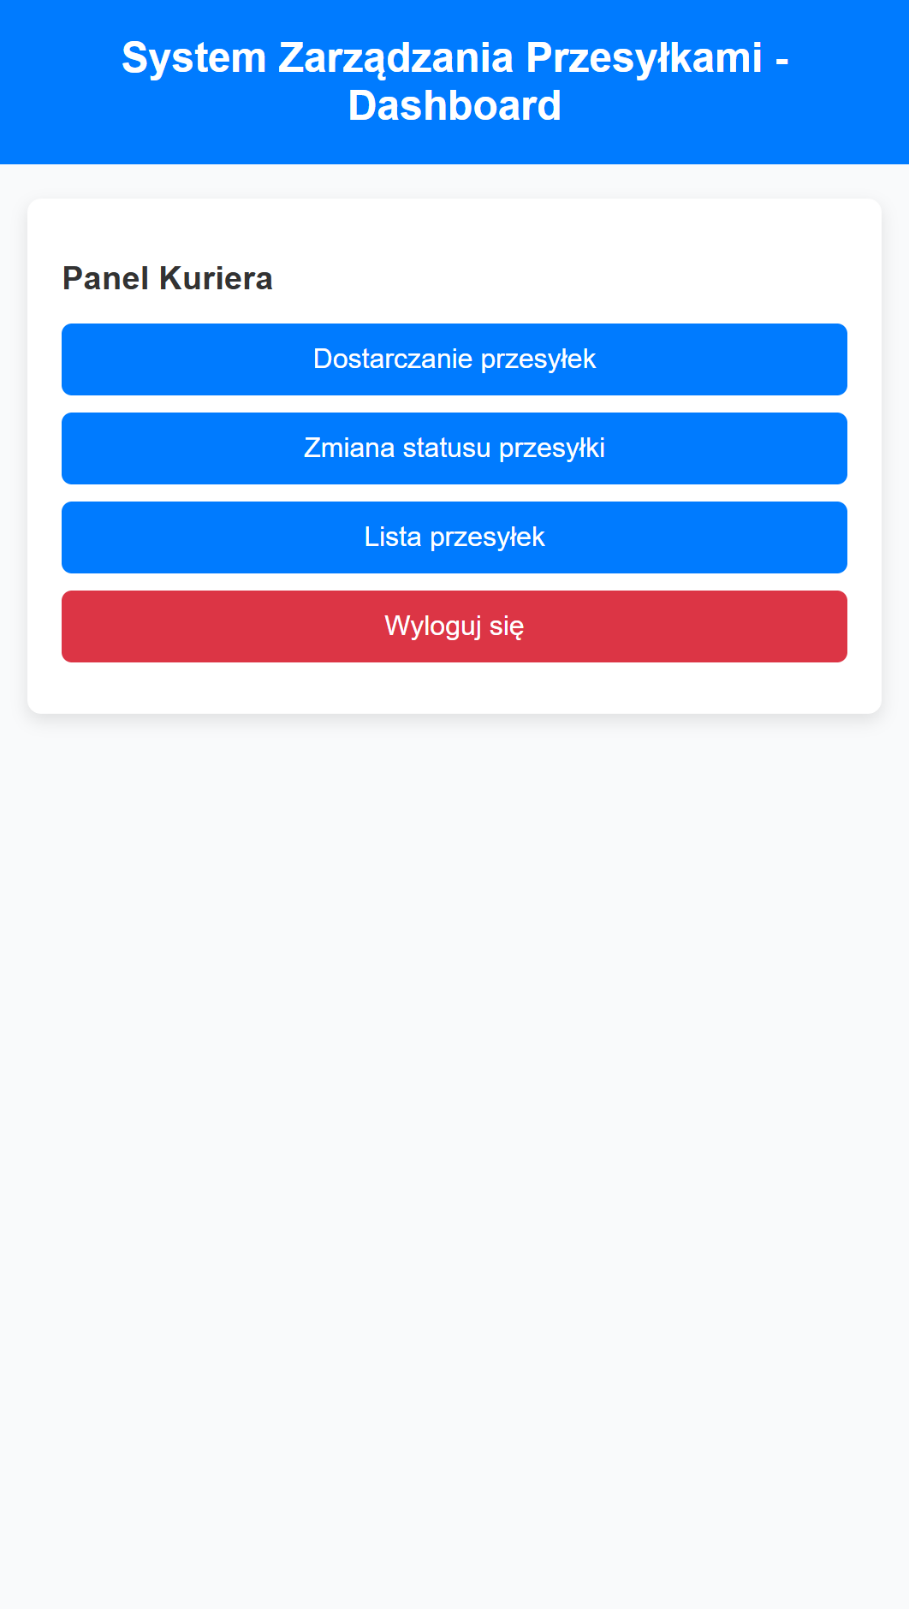 System Zarządzania Przesyłkami -
Dashboard
Panel Kuriera
Dostarczanie przesyłek
Zmiana statusu przesyłki
Lista przesyłek
Wyloguj się